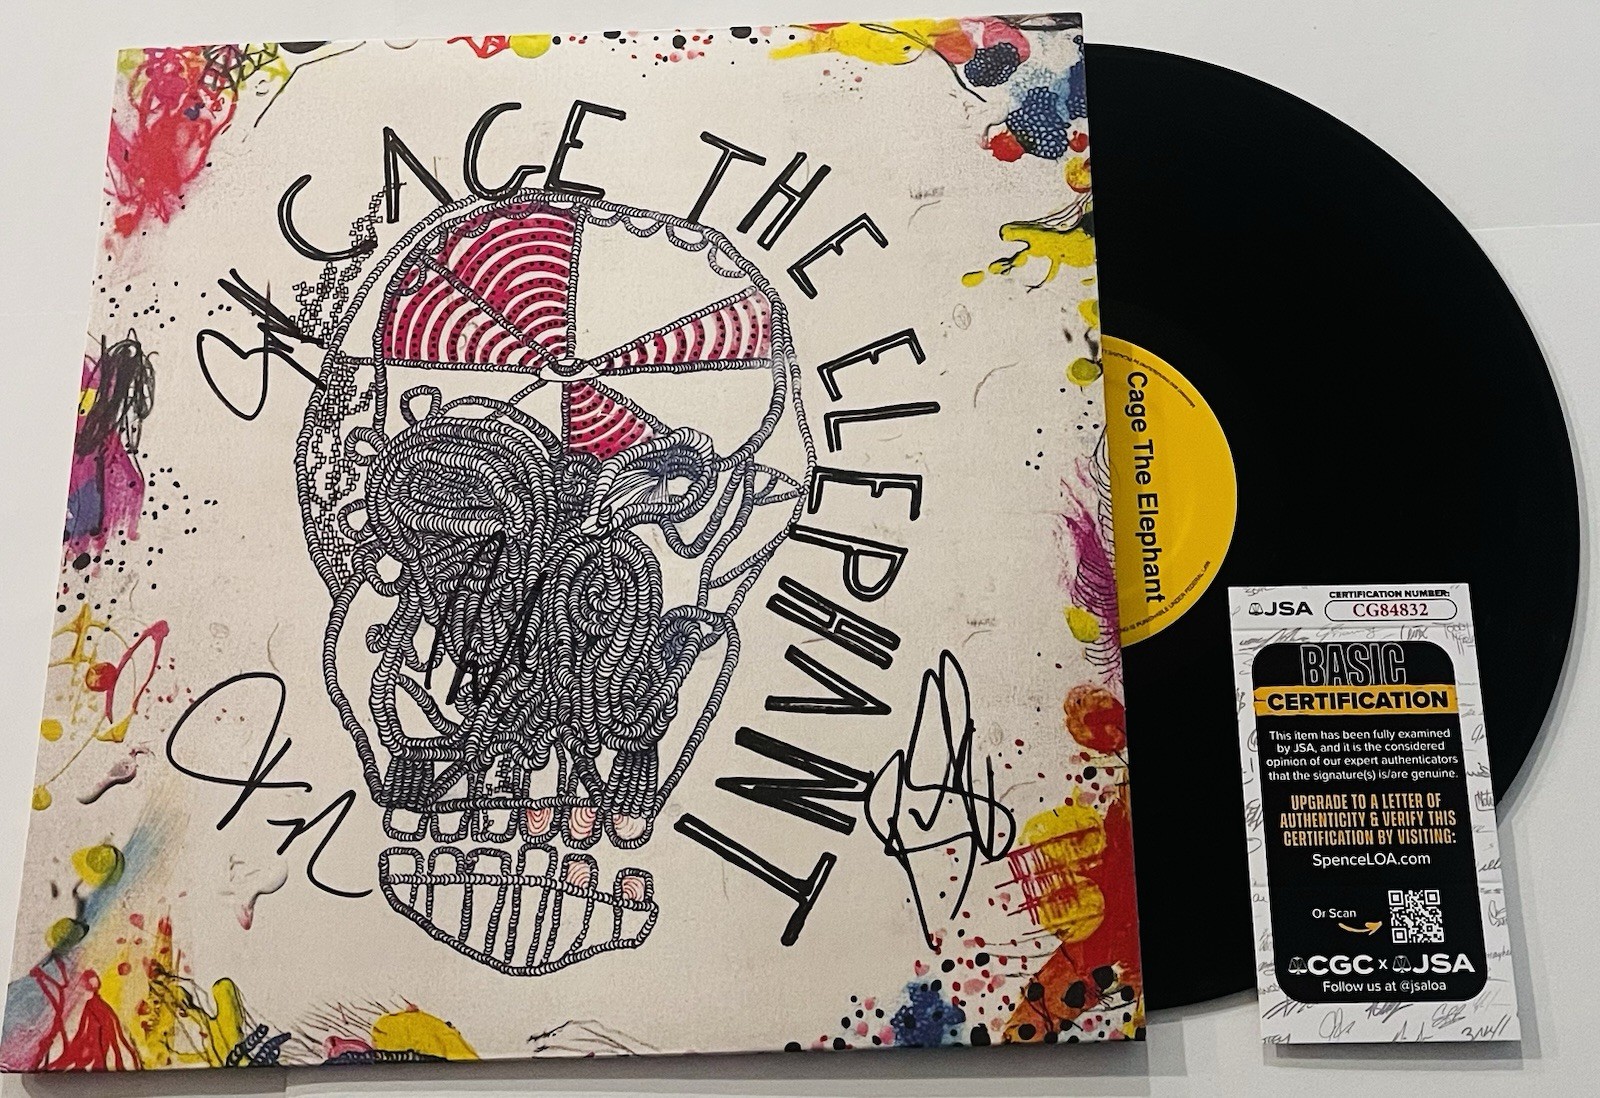 CAGE THE ELEPHANT
Cage The Elephant
JSA
CERTIFICATION NUMBER:
CG84832
BASIC
CERTIFICATION
This item has been fully examined
by JSA, and it is the considered
opinion of our expert authenticators
that the signature(s) is/are genuine.
UPGRADE TO A LETTER OF
AUTHENTICITY & VERIFY THIS
CERTIFICATION BY VISITING:
SpenceLOA.com
Or Scan
CGC x JSA
Follow us at @jsaloa